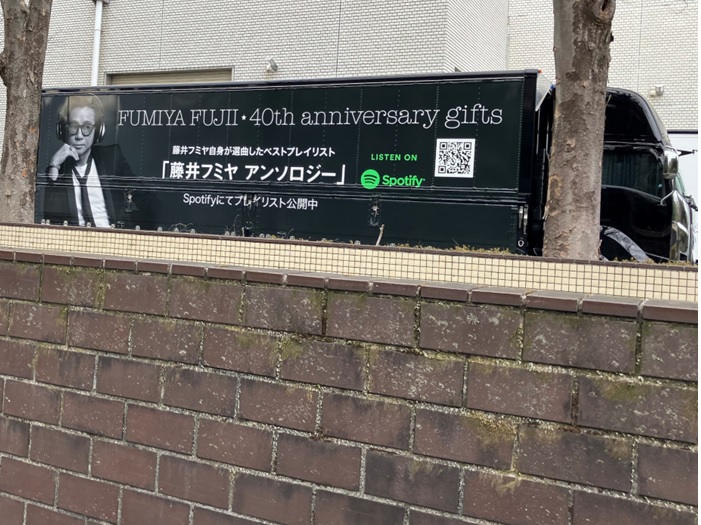 FUMIYA FUJII★40th anniversary gifts
藤井フミヤ自身が選曲したベストプレイリスト
「藤井フミヤ アンソロジー」
Spotifyにてプレイリスト公開中
LISTEN ON
Spotify